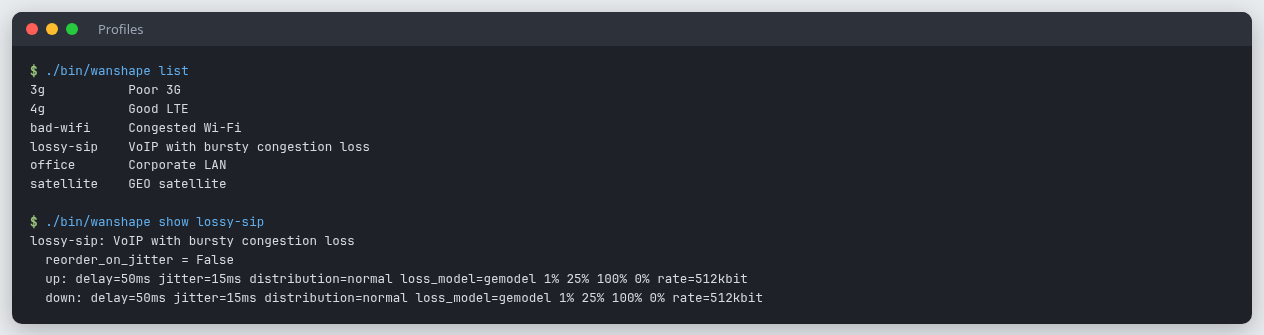 Profiles
$ ./bin/wanshape list
3g           Poor 3G
4g           Good LTE
bad-wifi     Congested Wi-Fi
lossy-sip    VoIP with bursty congestion loss
office       Corporate LAN
satellite    GEO satellite
$ ./bin/wanshape show lossy-sip
lossy-sip: VoIP with bursty congestion loss
  reorder_on_jitter = False
  up: delay=50ms jitter=15ms distribution=normal loss_model=gemodel 1% 25% 100% 0% rate=512kbit
  down: delay=50ms jitter=15ms distribution=normal loss_model=gemodel 1% 25% 100% 0% rate=512kbit